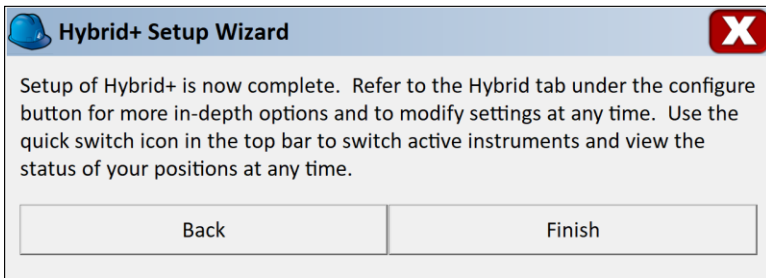 Hybrid+ Setup Wizard
X
Setup of Hybrid+ is now complete.  Refer to the Hybrid tab under the configure
button for more in-depth options and to modify settings at any time.  Use the
quick switch icon in the top bar to switch active instruments and view the
status of your positions at any time.
Back Finish